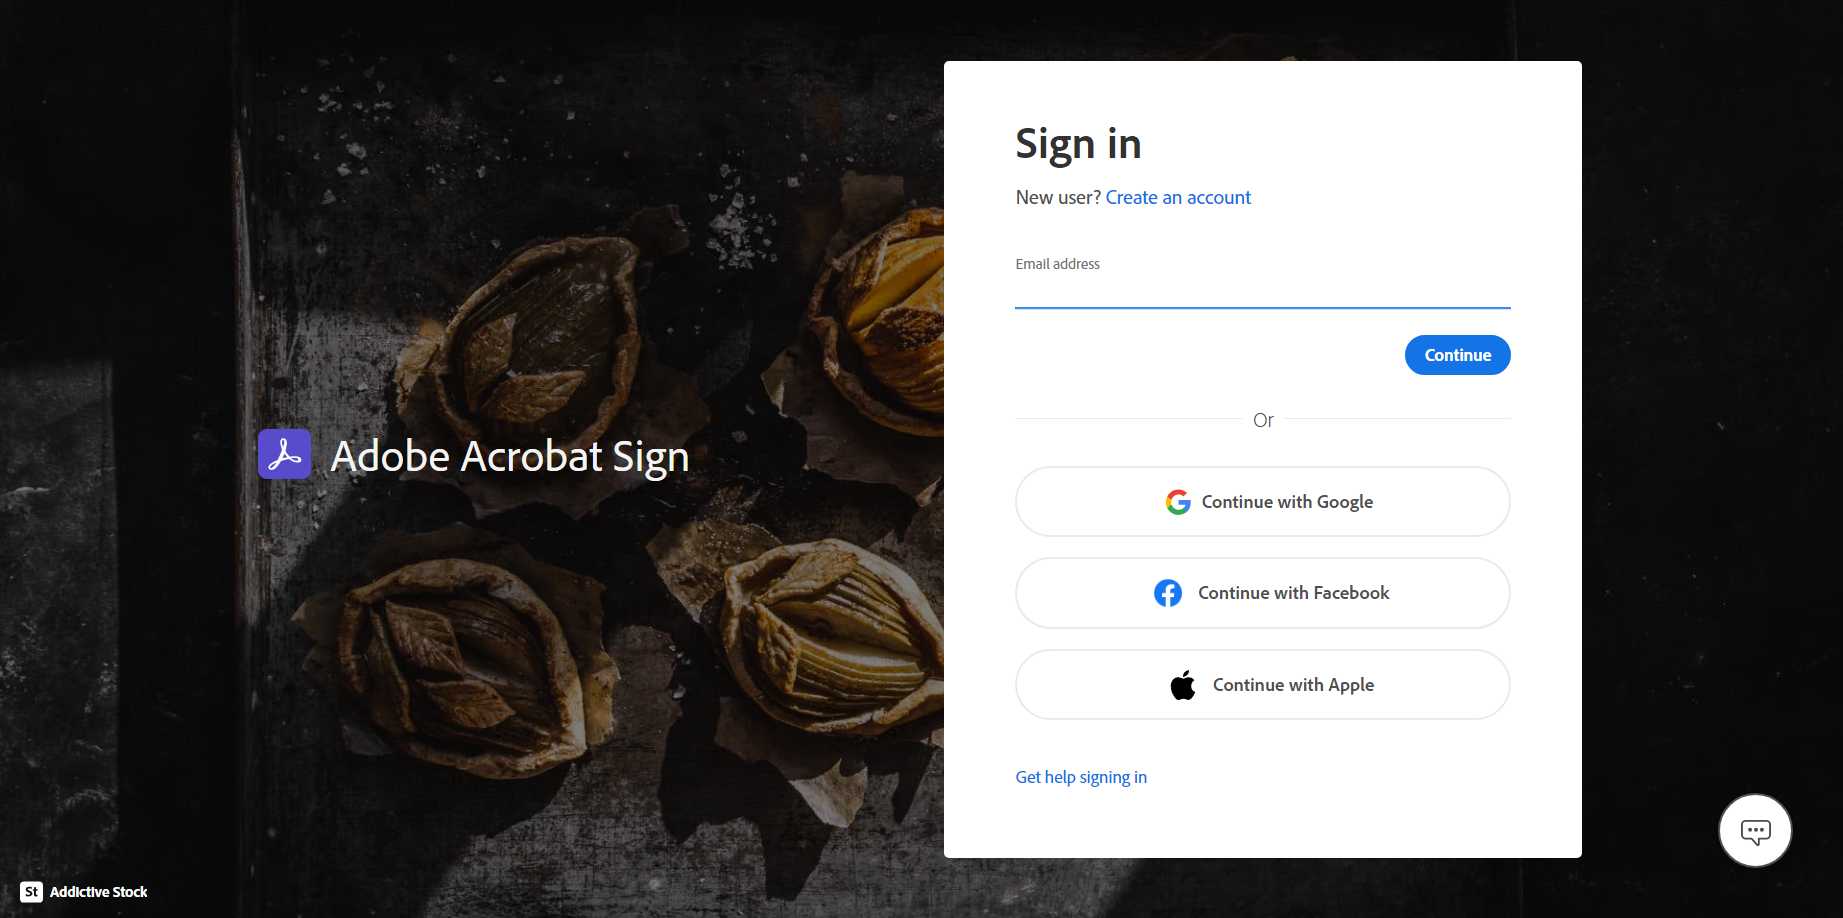 Adobe Acrobat Sign
St Addictive Stock
Sign in
New user? Create an account
Email address
Continue
Or
Continue with Google
Continue with Facebook
Continue with Apple
Get help signing in